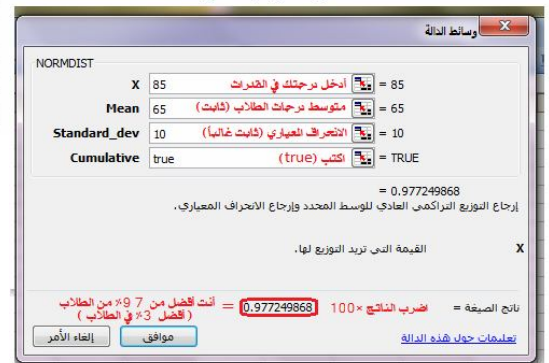 وسائط الدالة
NORMDIST
X 85 أدخل درجتك في القدرات = 85
Mean 65 متوسط درجات الطلاب (ثابت) = 65
Standard_dev 10 الانحراف العياري (ثابت غالباً) = 10
Cumulative true اكتب (true) = TRUE
= 0.977249868
إرجاع التوزيع التراكمي العادي للوسط المحدد وإرجاع الانحراف المعياري.
X القيمة التي تريد التوزيع لها.
ناتج الصيغة = اضرب الناتج ×100 0.977249868 = أنت أفضل من 97٪ من الطلاب
( أفضل 3٪ في الطلاب )
تعليمات حول هذه الدالة موافق إلغاء الأمر